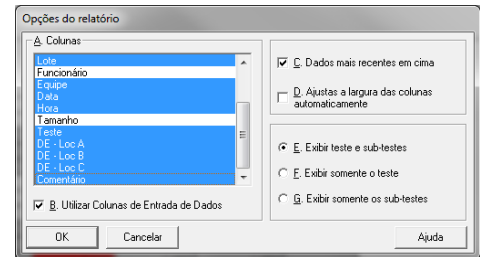 Opções do relatório
A. Colunas
Lote
Funcionário
Equipe
Data
Hora
Tamanho
Teste
DE - Loc A
DE - Loc B
DE - Loc C
Comentário
B. Utilizar Colunas de Entrada de Dados
C. Dados mais recentes em cima
D. Ajustas a largura das colunas
automaticamente
E. Exibir teste e sub-testes
F. Exibir somente o teste
G. Exibir somente os sub-testes
OK
Cancelar
Ajuda